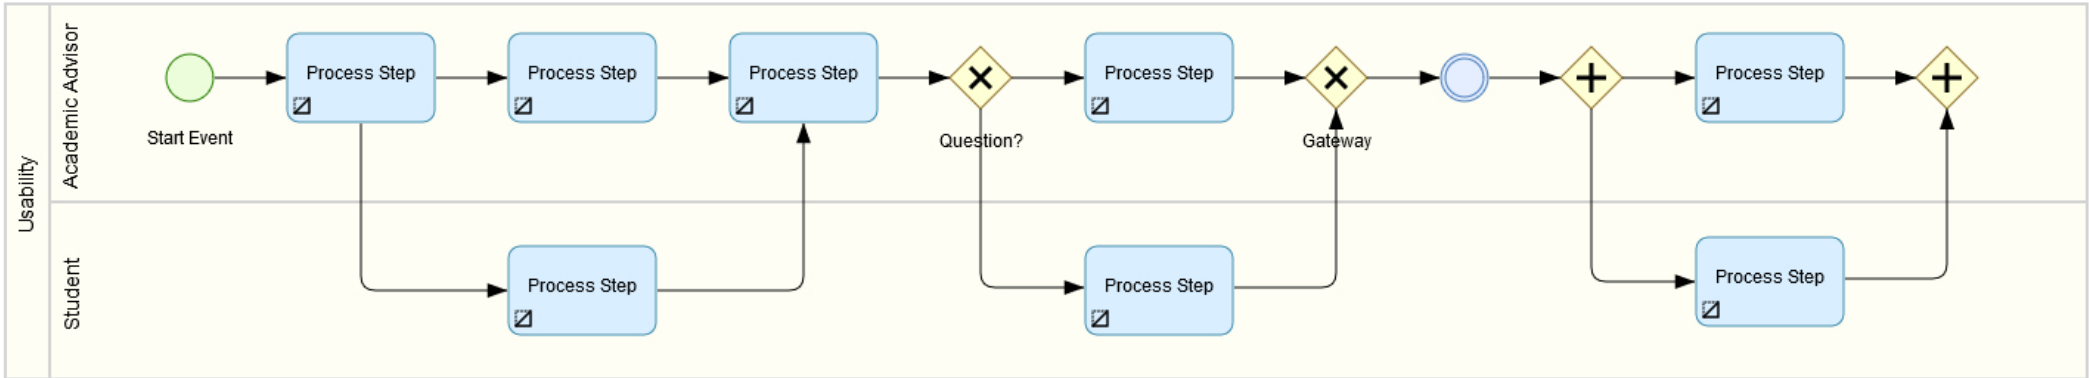 Usability
Academic Advisor
Start Event
Process Step
Process Step
Process Step
Question?
Process Step
Gateway
Process Step
Student
Process Step
Process Step
Process Step